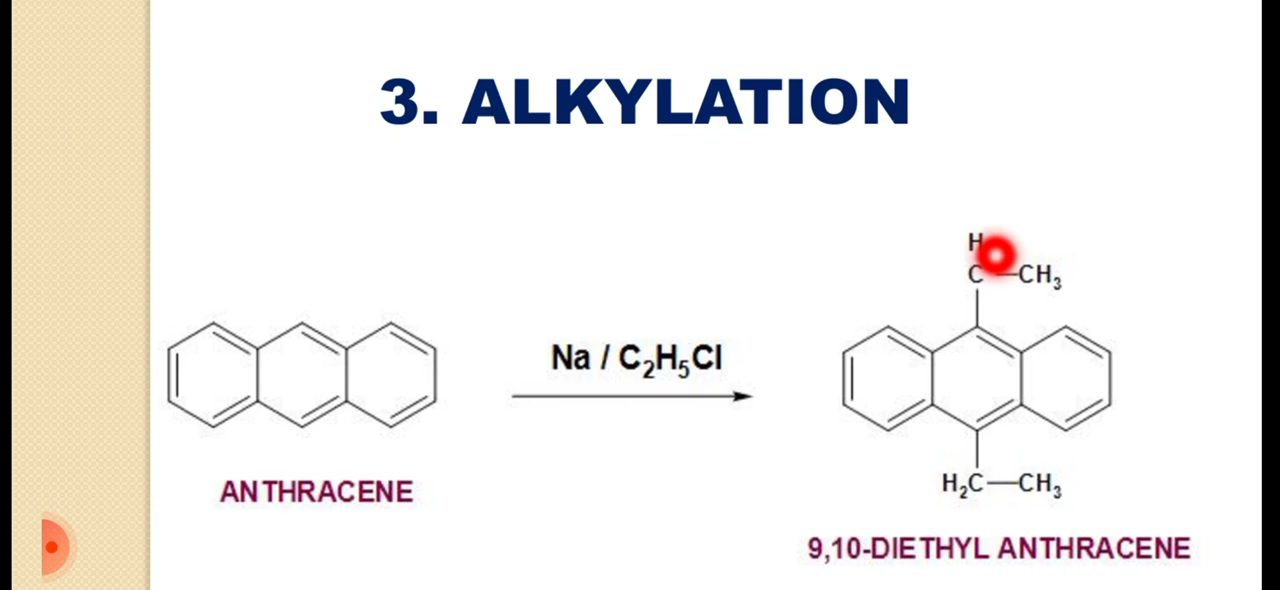 3. ALKYLATION
H
C—CH₃
Na / C₂H₅Cl
H₂C—CH₃
ANTHRACENE
9,10-DIETHYL ANTHRACENE